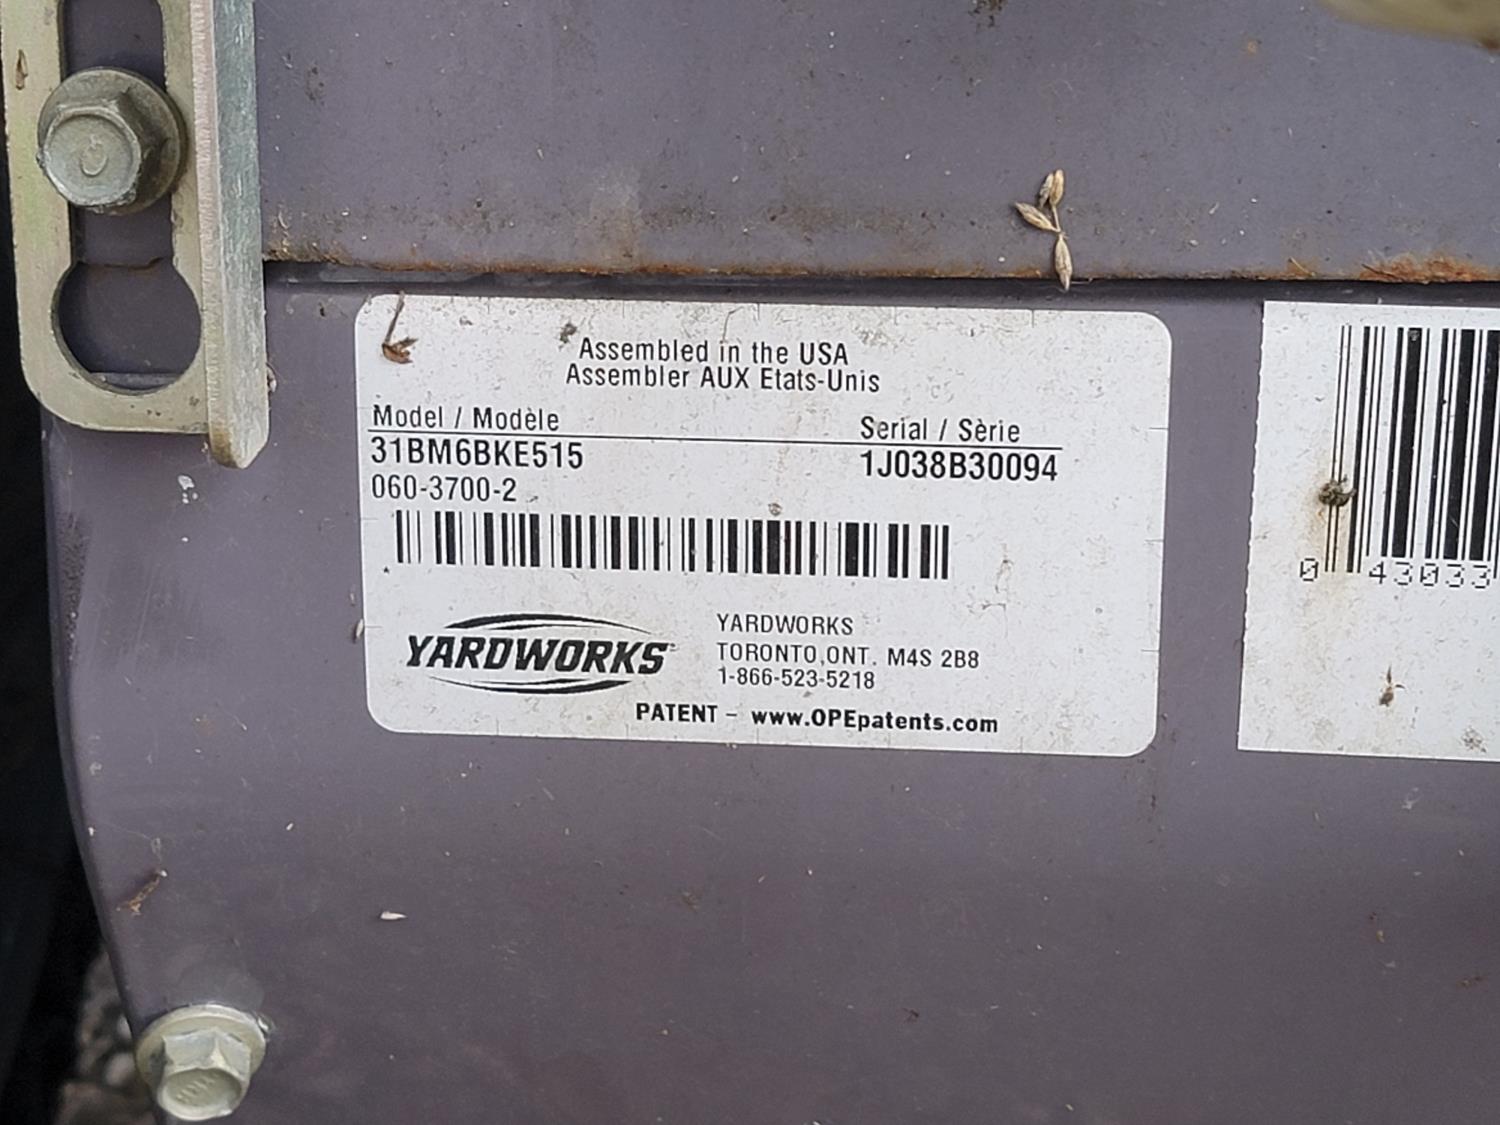 Assembled in the USA
Assembler AUX Etats-Unis
Model / Modèle
Serial / Sèrie
31BM6BKE515
1J038B30094
060-3700-2
*
YARDWORKS
YARDWORKS
TORONTO,ONT. M4S 2B8
1-866-523-5218
PATENT - www.OPEpatents.com
0 43033